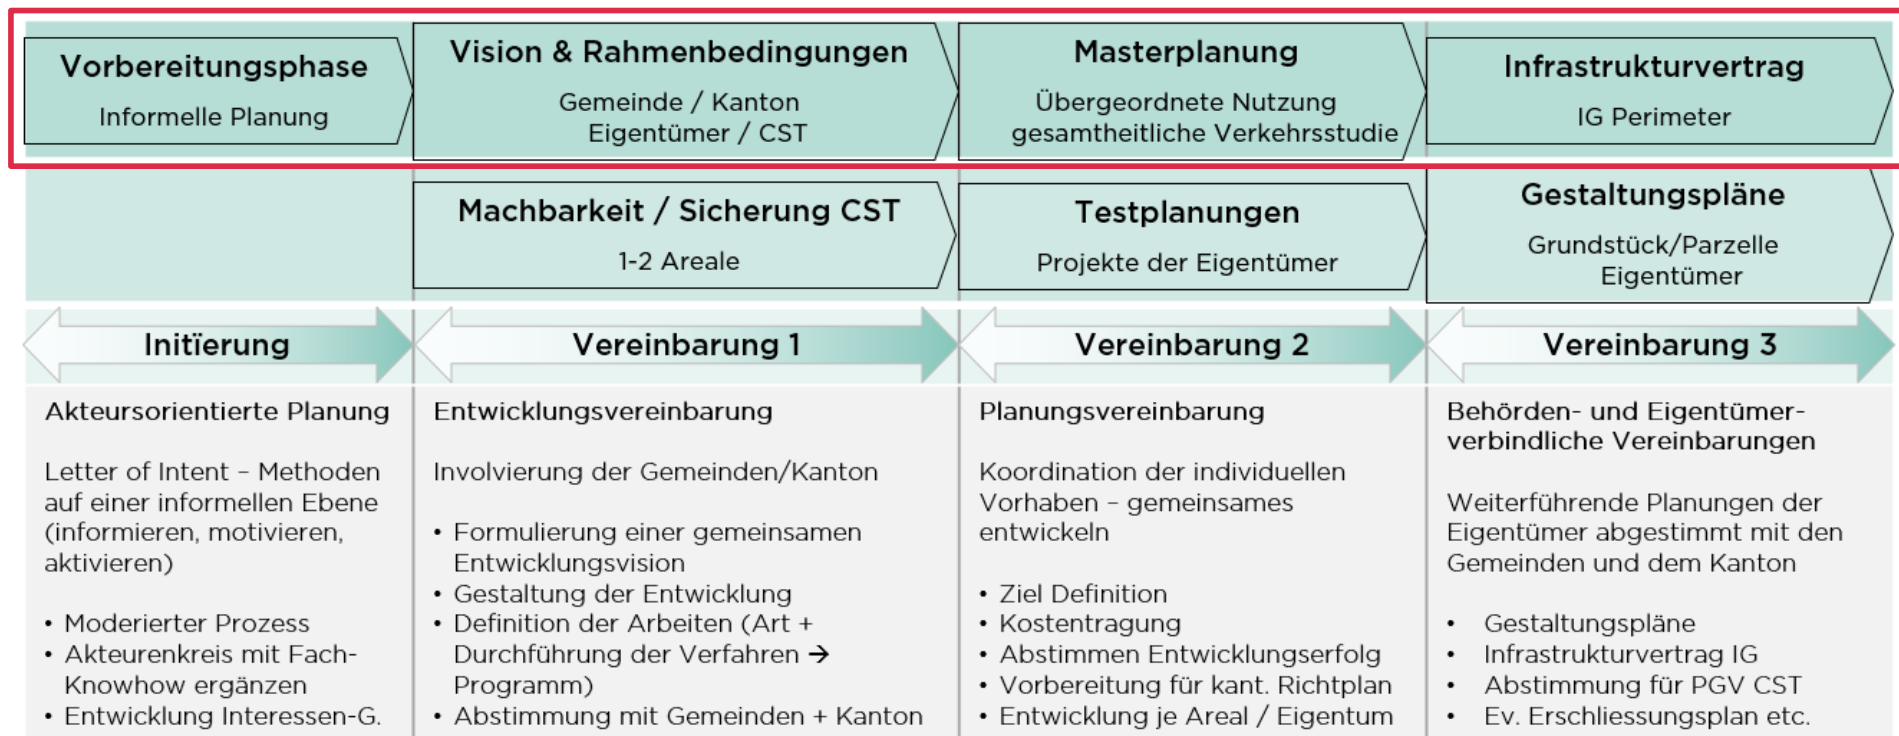 Vorbereitungsphase
Informelle Planung
Vision & Rahmenbedingungen
Gemeinde / Kanton
Eigentümer / CST
Masterplanung
Übergeordnete Nutzung
gesamtheitliche Verkehrsstudie
Infrastrukturvertrag
IG Perimeter
Machbarkeit / Sicherung CST
1-2 Areale
Testplanungen
Projekte der Eigentümer
Gestaltungspläne
Grundstück/Parzelle
Eigentümer
Initïerung
Vereinbarung 1
Vereinbarung 2
Vereinbarung 3
Akteursorientierte Planung
Letter of Intent – Methoden
auf einer informellen Ebene
(informieren, motivieren,
aktivieren)
• Moderierter Prozess
• Akteurenkreis mit Fach-
Knowhow ergänzen
• Entwicklung Interessen-G.
Entwicklungsvereinbarung
Involvierung der Gemeinden/Kanton
• Formulierung einer gemeinsamen
Entwicklungsvision
• Gestaltung der Entwicklung
• Definition der Arbeiten (Art +
Durchführung der Verfahren →
Programm)
• Abstimmung mit Gemeinden + Kanton
Planungsvereinbarung
Koordination der individuellen
Vorhaben – gemeinsames
entwickeln
• Ziel Definition
• Kostentragung
• Abstimmen Entwicklungserfolg
• Vorbereitung für kant. Richtplan
• Entwicklung je Areal / Eigentum
Behörden- und Eigentümer-
verbindliche Vereinbarungen
Weiterführende Planungen der
Eigentümer abgestimmt mit den
Gemeinden und dem Kanton
• Gestaltungspläne
• Infrastrukturvertrag IG
• Abstimmung für PGV CST
• Ev. Erschliessungsplan etc.